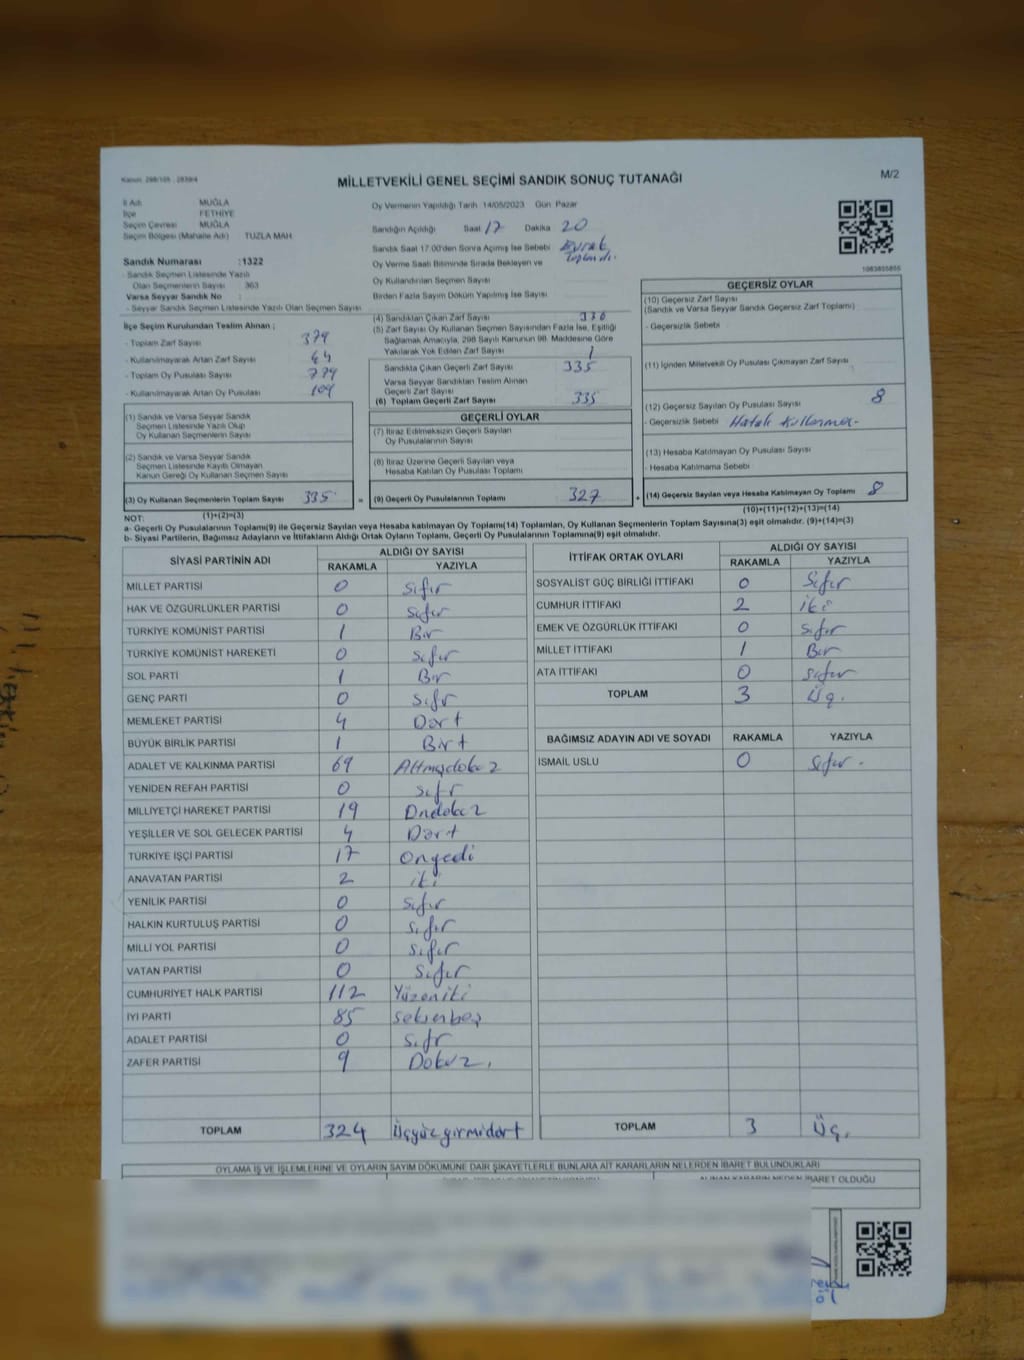 Kanun: 298/105 , 2839/4
MİLLETVEKİLİ GENEL SEÇİMİ SANDIK SONUÇ TUTANAĞI
M/2
İl Adı MUĞLA
İlçe FETHİYE
Seçim Çevresi MUĞLA
Seçim Bölgesi (Mahalle Adı) TUZLA MAH.
Sandık Numarası :1322
- Sandık Seçmen Listesinde Yazılı
Olan Seçmenlerin Sayısı : 363
Varsa Seyyar Sandık No :
- Seyyar Sandık Seçmen Listesinde Yazılı Olan Seçmen Sayısı
Oy Vermenin Yapıldığı Tarih 14/05/2023 Gün Pazar
Sandığın Açıldığı Saat 17 Dakika 20
Sandık Saat 17.00'den Sonra Açımış İse Sebebi Evrak
Toplandı.
Oy Verme Saati Bitiminde Sırada Bekleyen ve
Oy Kullandırılan Seçmen Sayısı
Birden Fazla Sayım Döküm Yapılmış İse Sayısı
1083855855
İlçe Seçim Kurulundan Teslim Alınan ;
- Toplam Zarf Sayısı 379
- Kullanılmayarak Artan Zarf Sayısı 44
- Toplam Oy Pusulası Sayısı
- Kullanılmayarak Artan Oy Pusulası
(1) Sandık ve Varsa Seyyar Sandık
Seçmen Listesinde Yazılı Olup
Oy Kullanan Seçmenlerin Sayısı
(2) Sandık ve Varsa Seyyar Sandık
Seçmen Listesinde Kayıtlı Olmayan
Kanun Gereği Oy Kullanan Seçmen Sayısı
(3) Oy Kullanan Seçmenlerin Toplam Sayısı 335 =
(1)+(2)=(3)
(4) Sandıktan Çıkan Zarf Sayısı 336
(5) Zarf Sayısı Oy Kullanan Seçmen Sayısından Fazla İse, Eşitliği
Sağlamak Amacıyla, 298 Sayılı Kanunun 98. Maddesine Göre
Yakılarak Yok Edilen Zarf Sayısı 1
Sandıkta Çıkan Geçerli Zarf Sayısı 335
Varsa Seyyar Sandıktan Teslim Alınan
Geçerli Zarf Sayısı
(6) Toplam Geçerli Zarf Sayısı 335
GEÇERLİ OYLAR
(7) İtiraz Edilmeksizin Geçerli Sayılan
Oy Pusulalarının Sayısı
(8) İtiraz Üzerine Geçerli Sayılan veya
Hesaba Katılan Oy Pusulası Toplamı
(9) Geçerli Oy Pusulalarının Toplamı 327 +
GEÇERSİZ OYLAR
(10) Geçersiz Zarf Sayısı
(Sandık ve Varsa Seyyar Sandık Geçersiz Zarf Toplamı)
- Geçersizlik Sebebi :
(11) İçinden Milletvekili Oy Pusulası Çıkmayan Zarf Sayısı
(12) Geçersiz Sayılan Oy Pusulası Sayısı 8
- Geçersizlik Sebebi Hatalı Kullanma.
(13) Hesaba Katılmayan Oy Pusulası Sayısı
- Hesaba Katılmama Sebebi
(14) Geçersiz Sayılan veya Hesaba Katılmayan Oy Toplamı 8
(10)+(11)+(12)+(13)=(14)
NOT:
a- Geçerli Oy Pusulalarının Toplamı(9) ile Geçersiz Sayılan veya Hesaba katılmayan Oy Toplamı(14) Toplamları, Oy Kullanan Seçmenlerin Toplam Sayısına(3) eşit olmalıdır. (9)+(14)=(3)
b- Siyasi Partilerin, Bağımsız Adayların ve İttifakların Aldığı Ortak Oyların Toplamı, Geçerli Oy Pusulalarının Toplamına(9) eşit olmalıdır.
SİYASİ PARTİNİN ADI ALDIĞI OY SAYISI
RAKAMLA YAZIYLA
MİLLET PARTİSİ 0 Sıfır
HAK VE ÖZGÜRLÜKLER PARTİSİ 0 Sıfır
TÜRKİYE KOMÜNİST PARTİSİ 1 Bir
TÜRKİYE KOMÜNİST HAREKETİ 0 Sıfır
SOL PARTİ 1 Bir
GENÇ PARTİ 0 Sıfır
MEMLEKET PARTİSİ 4 Dört
BÜYÜK BİRLİK PARTİSİ 1 Bir
ADALET VE KALKINMA PARTİSİ 69 Altmışdokuz
YENİDEN REFAH PARTİSİ 0 Sıfır
MİLLİYETÇİ HAREKET PARTİSİ 19 Ondokuz
YEŞİLLER VE SOL GELECEK PARTİSİ 4 Dört
TÜRKİYE İŞÇİ PARTİSİ 17 Onyedi
ANAVATAN PARTİSİ 2 iki
YENİLİK PARTİSİ 0 Sıfır
HALKIN KURTULUŞ PARTİSİ 0 Sıfır
MİLLİ YOL PARTİSİ 0 Sıfır
VATAN PARTİSİ 0 Sıfır
CUMHURİYET HALK PARTİSİ 112 Yüzoniki
İYİ PARTİ 85 Seksenbeş
ADALET PARTİSİ 0 Sıfır
ZAFER PARTİSİ 9 Dokuz.
TOPLAM 324 Üçyüzyirmidört
İTTİFAK ORTAK OYLARI ALDIĞI OY SAYISI
RAKAMLA YAZIYLA
SOSYALİST GÜÇ BİRLİĞİ İTTİFAKI 0 Sıfır
CUMHUR İTTİFAKI 2 iki
EMEK VE ÖZGÜRLÜK İTTİFAKI 0 Sıfır
MİLLET İTTİFAKI 1 Bir
ATA İTTİFAKI 0 Sıfır
TOPLAM 3 Üç.
BAĞIMSIZ ADAYIN ADI VE SOYADI RAKAMLA YAZIYLA
İSMAİL USLU 0 Sıfır.
TOPLAM 3 Üç.
OYLAMA İŞ VE İŞLEMLERİNE VE OYLARIN SAYIM DÖKÜMÜNE DAİR ŞİKAYETLERLE BUNLARA AİT KARARLARIN NELERDEN İBARET BULUNDUKLARI
ALINAN KARARIN NEDEN İBARET OLDUĞU